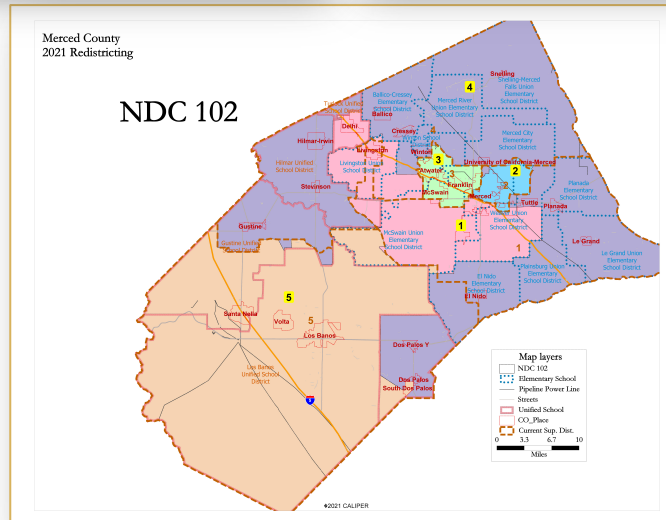 Merced County
2021 Redistricting
NDC 102
4
Snelling
Snelling-Merced
Falls Union
Elementary
School District
Ballico-Cressey
Elementary
School District
Merced River
Union Elementary
School District
Ballico
Delhi
Cressey
Merced City
Elementary
School District
Hilmar-Irwin
Livingston
Winton
3
University of California-Merced
Hilmar Unified
School District
Livingston Union
School District
Atwater
3
2
Franklin
2
McSwain
Merced
Planada
Elementary
School District
Stevinson
Tuttle
Planada
Gustine
1
McSwain Union
Elementary
School District
Weaver Union
Elementary
School District
1
Le Grand
Le Grand Union
Elementary
School District
Gustine Unified
School District
Plainsburg Union
Elementary
School District
El Nido
Elementary
School District
El Nido
5
Santa Nella
Volta
5
Los Banos
Dos Palos Y
Los Banos
Unified School
District
Dos Palos
South Dos Palos
5
Map layers
NDC 102
Elementary School
Pipeline Power Line
Streets
Unified School
CO_Place
Current Sup. Dist.
0 3.3 6.7 10
Miles
©2021 CALIPER